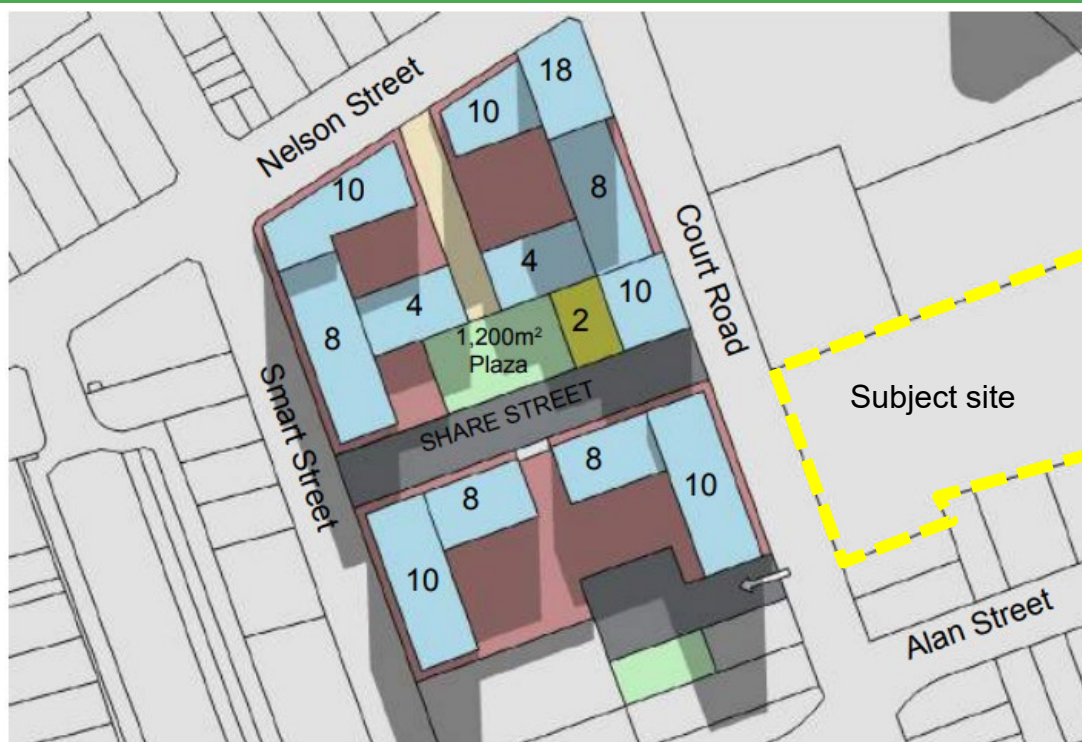 Nelson Street
18
10
10
8
Court Road
4
10
4
2
8
1,200m²
Plaza
Smart Street
SHARE STREET
Subject site
8
10
8
10
Alan Street